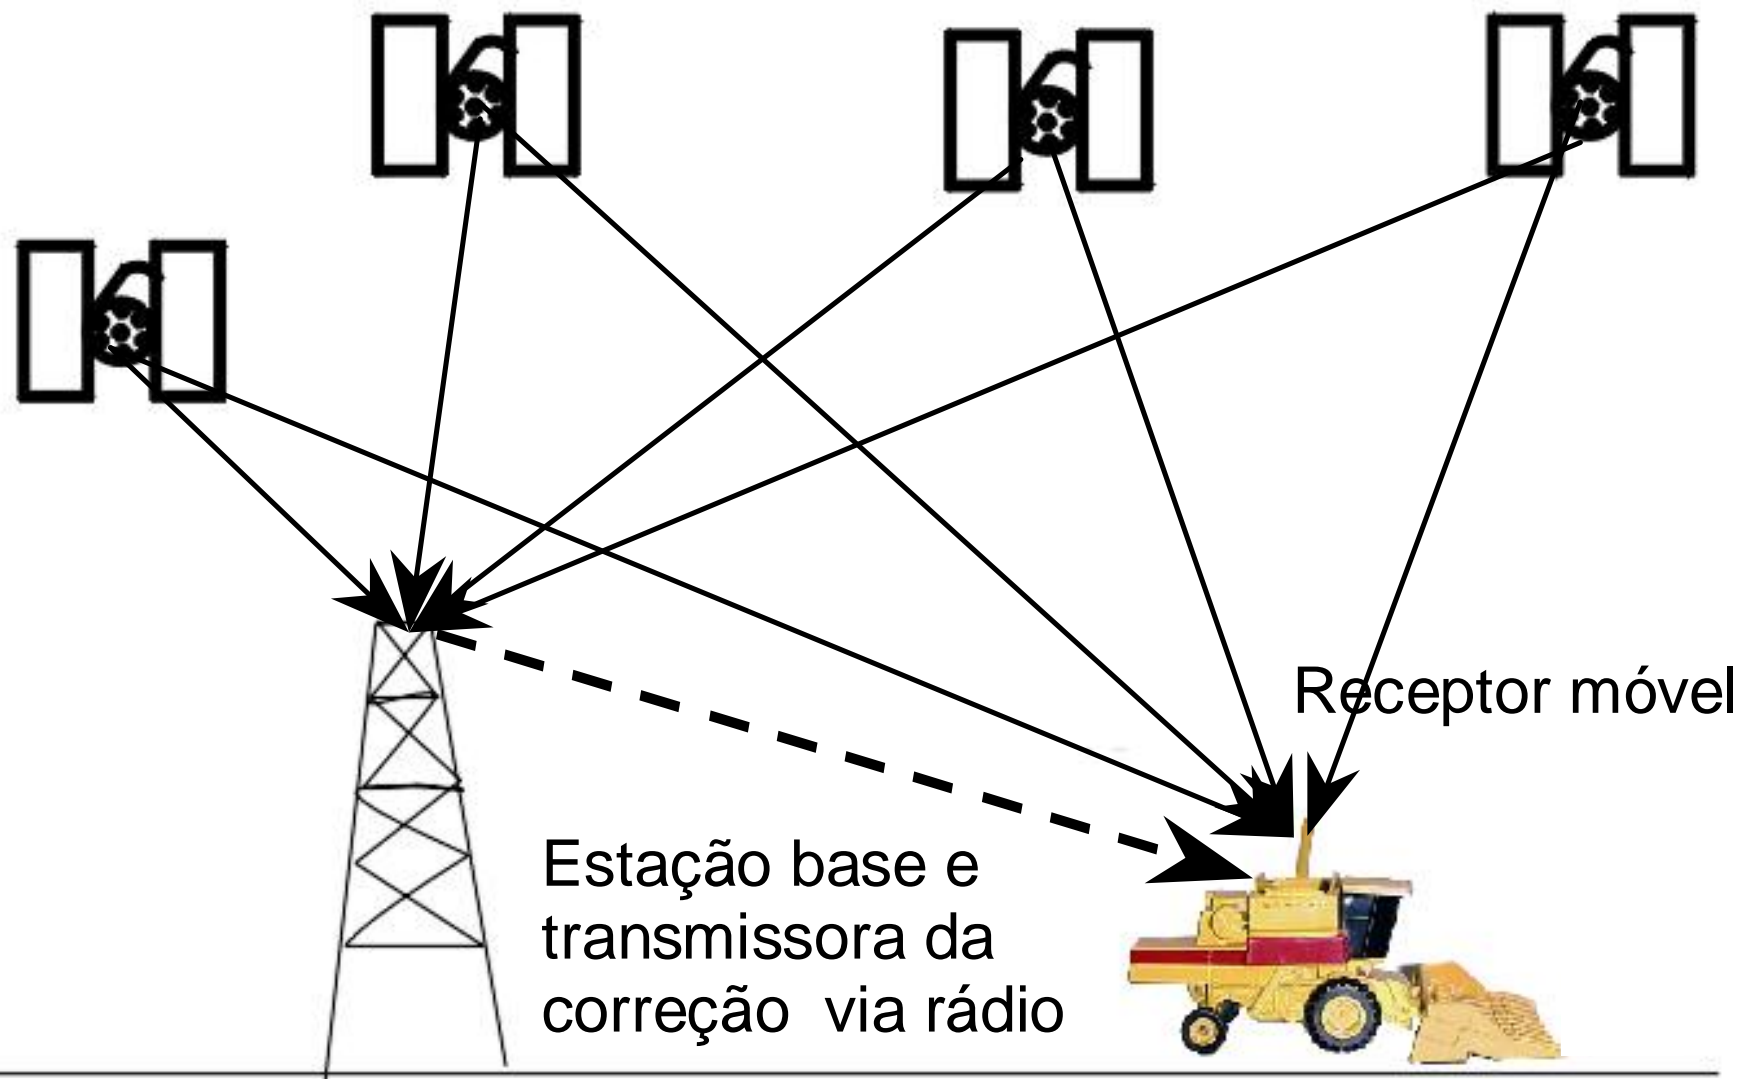 Receptor móvel
Estação base e
transmissora da
correção via rádio